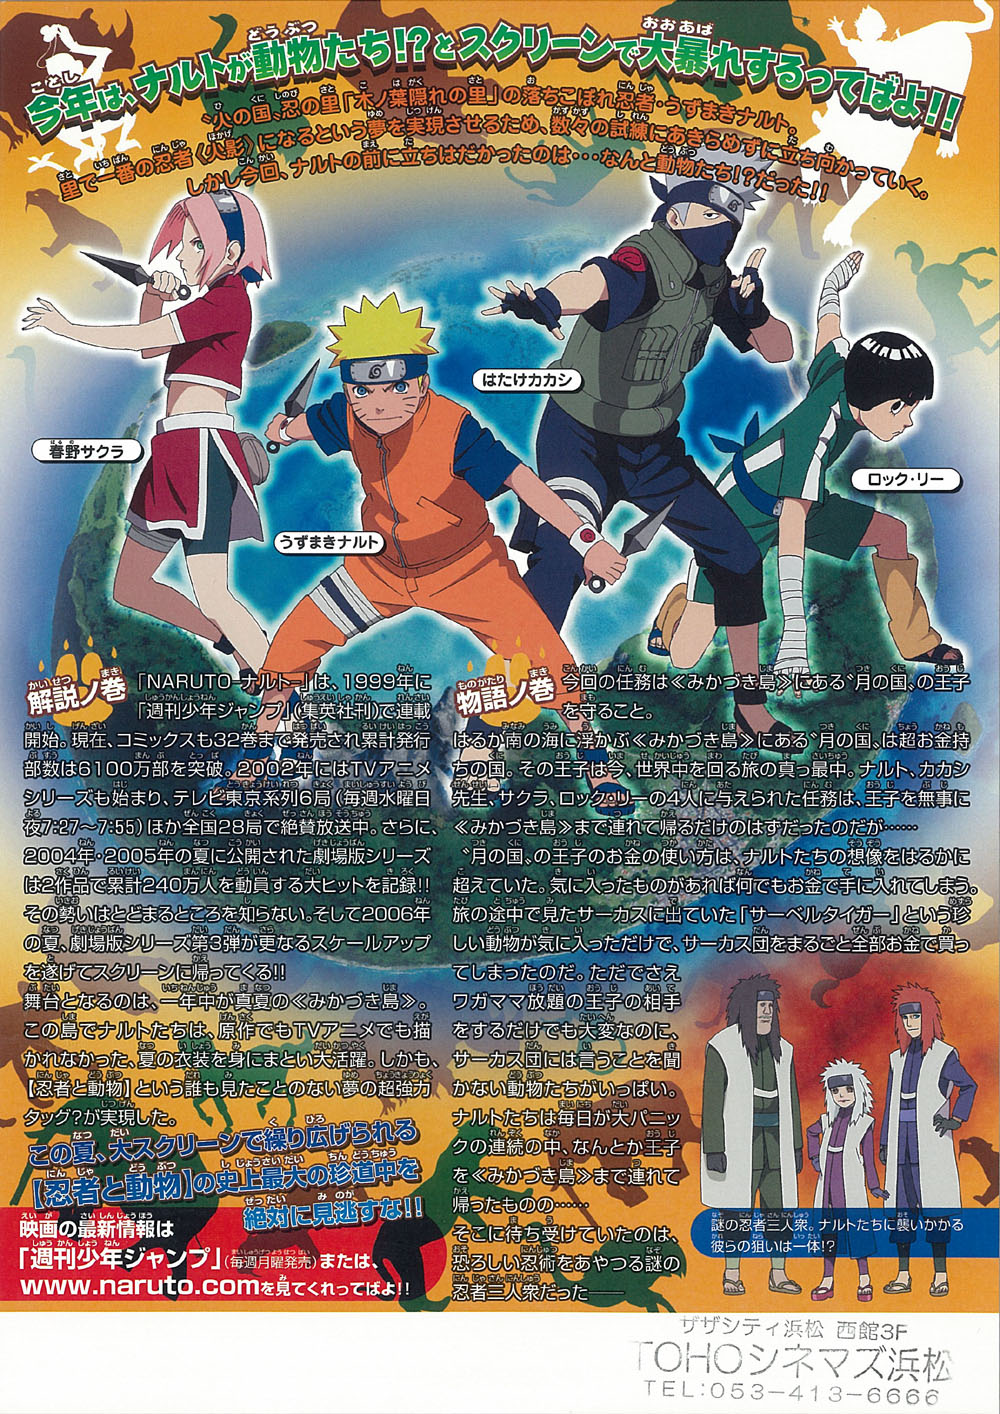 今年は、ナルトが動物たち!?とスクリーンで大暴れするってばよ!!
〝火の国〟忍の里「木ノ葉隠れの里」の落ちこぼれ忍者・うずまきナルト。
里で一番の忍者〈火影〉になるという夢を実現させるため、数々の試練にあきらめずに立ち向かっていく。
しかし今回、ナルトの前に立ちはだかったのは…なんと動物たち!?だった!!
はたけカカシ
春野サクラ
ロック・リー
うずまきナルト
解説ノ巻
「NARUTO-ナルト-」は、1999年に
「週刊少年ジャンプ」(集英社刊)で連載
開始。現在、コミックスも32巻まで発売され累計発行
部数は6100万部を突破。2002年にはTVアニメ
シリーズも始まり、テレビ東京系列6局(毎週水曜日
夜7:27〜7:55)ほか全国28局で絶賛放送中。さらに、
2004年・2005年の夏に公開された劇場版シリーズ
は2作品で累計240万人を動員する大ヒットを記録!!
その勢いはとどまるところを知らない。そして2006年
の夏、劇場版シリーズ第3弾が更なるスケールアップ
を遂げてスクリーンに帰ってくる!!
舞台となるのは、一年中が真夏の≪みかづき島≫。
この島でナルトたちは、原作でもTVアニメでも描
かれなかった、夏の衣装を身にまとい大活躍。しかも、
【忍者と動物】という誰も見たことのない夢の超強力
タッグ?が実現した。
この夏、大スクリーンで繰り広げられる
【忍者と動物】の史上最大の珍道中を
絶対に見逃すな!!
映画の最新情報は
「週刊少年ジャンプ」(毎週月曜発売)または、
www.naruto.comを見てくれってばよ!!
物語ノ巻
今回の任務は≪みかづき島≫にある〝月の国〟の王子
を守ること。
はるか南の海に浮かぶ≪みかづき島≫にある〝月の国〟は超お金持
ちの国。その王子は今、世界中を回る旅の真っ最中。ナルト、カカシ
先生、サクラ、ロック・リーの4人に与えられた任務は、王子を無事に
≪みかづき島≫まで連れて帰るだけのはずだったのだが……
〝月の国〟の王子のお金の使い方は、ナルトたちの想像をはるかに
超えていた。気に入ったものがあれば何でもお金で手に入れてしまう。
旅の途中で見たサーカスに出ていた「サーベルタイガー」という珍
しい動物が気に入っただけで、サーカス団をまるごと全部お金で買っ
てしまったのだ。ただでさえ
ワガママ放題の王子の相手
をするだけでも大変なのに、
サーカス団には言うことを聞
かない動物たちがいっぱい。
ナルトたちは毎日が大パニッ
クの連続の中、なんとか王子
を≪みかづき島≫まで連れて
帰ったものの……
そこに待ち受けていたのは、
恐ろしい忍術をあやつる謎の
忍者三人衆だった――
謎の忍者三人衆。ナルトたちに襲いかかる
彼らの狙いは一体!?
ザザシティ浜松 西館3F
TOHOシネマズ浜松
TEL:053-413-6666